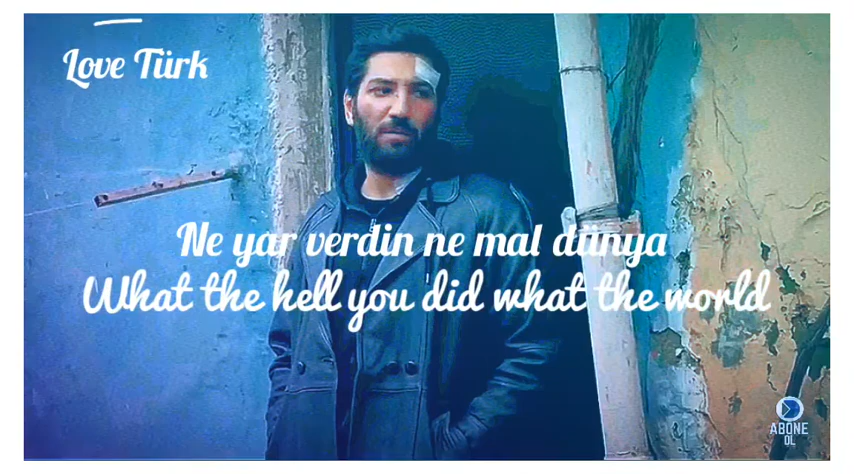 Love Türk
Ne yar verdin ne mal dünya
What the hell you did what the world
ABONE
OL